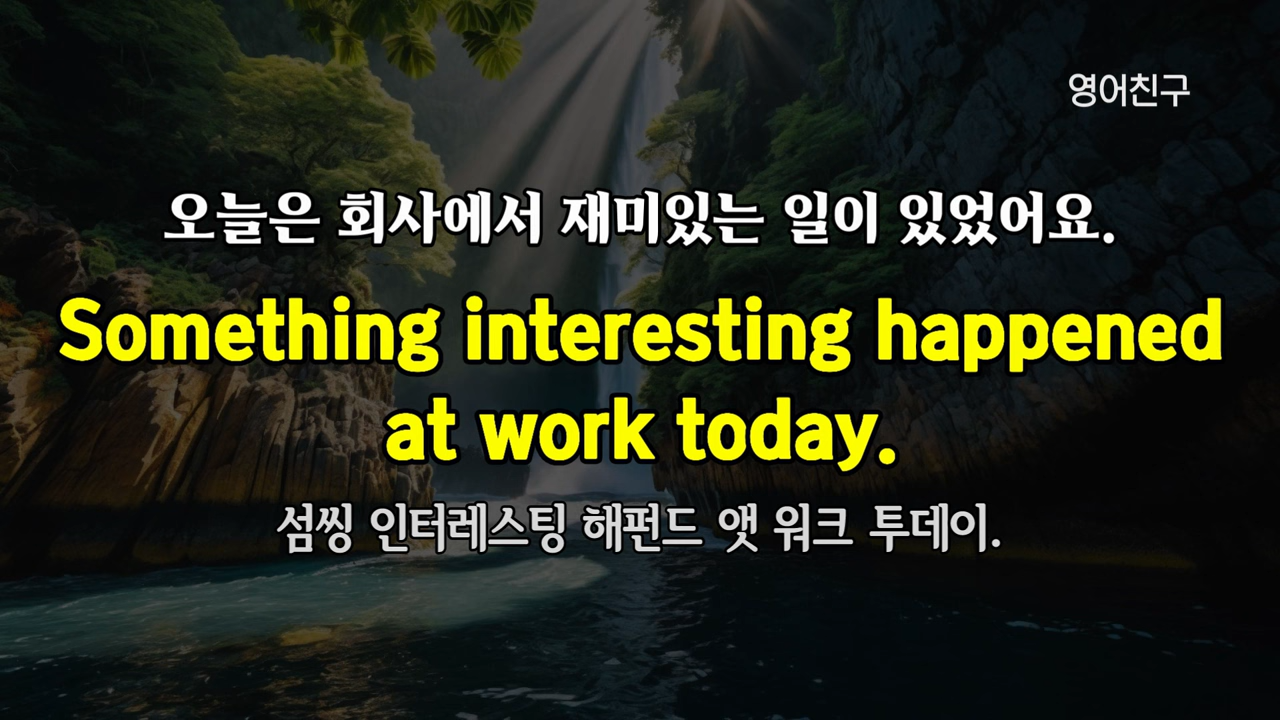 영어친구
오늘은 회사에서 재미있는 일이 있었어요.
Something interesting happened
at work today.
섬씽 인터레스팅 해펀드 앳 워크 투데이.